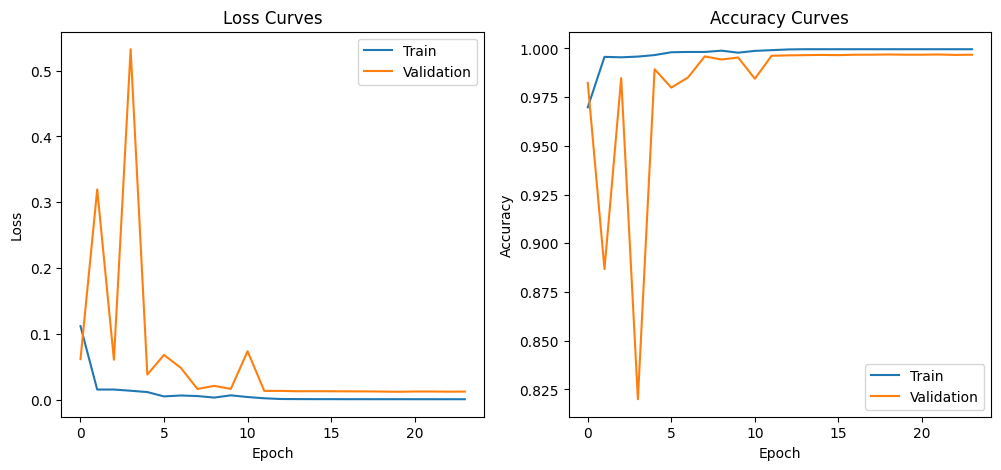 Loss Curves
Train
Validation
0.5
0.4
0.3
0.2
0.1
0.0
Loss
0
5
10
15
20
Epoch
Accuracy Curves
1.000
0.975
0.950
0.925
0.900
0.875
0.850
0.825
Accuracy
Train
Validation
0
5
10
15
20
Epoch